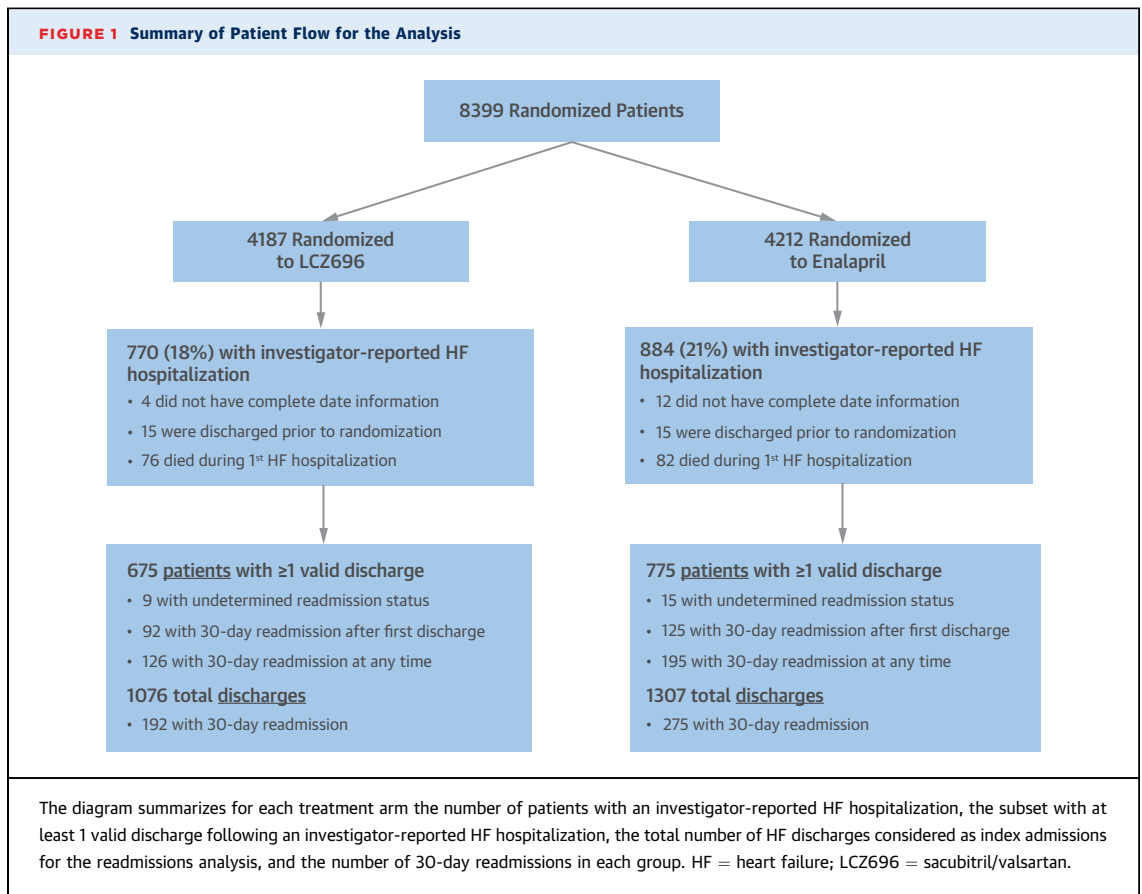 FIGURE 1 Summary of Patient Flow for the Analysis
8399 Randomized Patients
4187 Randomized
to LCZ696
4212 Randomized
to Enalapril
770 (18%) with investigator-reported HF
hospitalization
• 4 did not have complete date information
• 15 were discharged prior to randomization
• 76 died during 1st HF hospitalization
884 (21%) with investigator-reported HF
hospitalization
• 12 did not have complete date information
• 15 were discharged prior to randomization
• 82 died during 1st HF hospitalization
675 patients with ≥1 valid discharge
• 9 with undetermined readmission status
• 92 with 30-day readmission after first discharge
• 126 with 30-day readmission at any time
1076 total discharges
• 192 with 30-day readmission
775 patients with ≥1 valid discharge
• 15 with undetermined readmission status
• 125 with 30-day readmission after first discharge
• 195 with 30-day readmission at any time
1307 total discharges
• 275 with 30-day readmission
The diagram summarizes for each treatment arm the number of patients with an investigator-reported HF hospitalization, the subset with at
least 1 valid discharge following an investigator-reported HF hospitalization, the total number of HF discharges considered as index admissions
for the readmissions analysis, and the number of 30-day readmissions in each group. HF = heart failure; LCZ696 = sacubitril/valsartan.